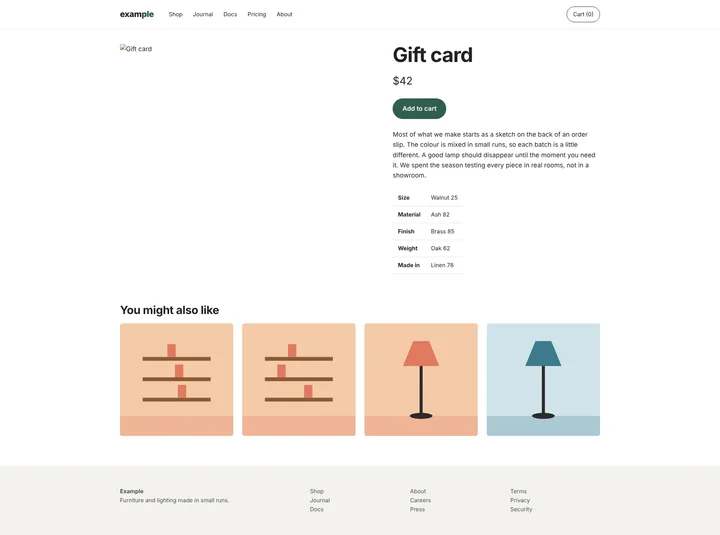 example
Shop
Journal
Docs
Pricing
About
Cart (0)
Gift card
Gift card
$42
Add to cart
Most of what we make starts as a sketch on the back of an order
slip. The colour is mixed in small runs, so each batch is a little
different. A good lamp should disappear until the moment you need
it. We spent the season testing every piece in real rooms, not in a
showroom.
Size Walnut 25
Material Ash 82
Finish Brass 85
Weight Oak 62
Made in Linen 78
You might also like
Example
Furniture and lighting made in small runs.
Shop
Journal
Docs
About
Careers
Press
Terms
Privacy
Security